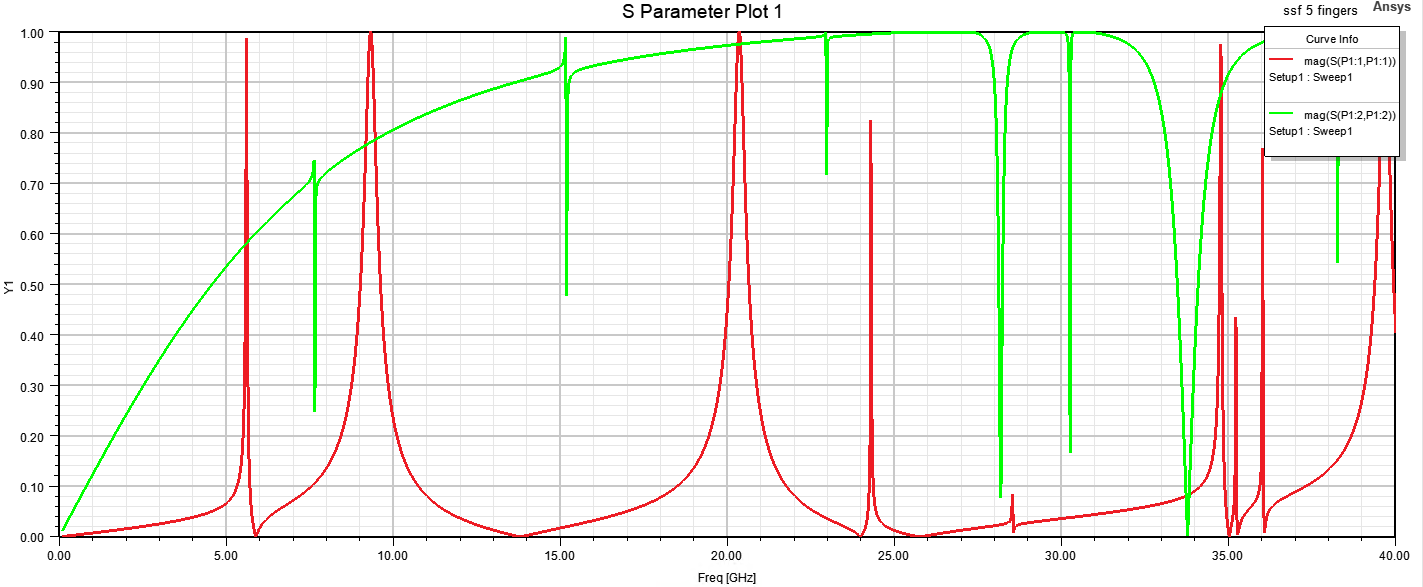 S Parameter Plot 1
ssf 5 fingers
Ansys
Curve Info
mag(S(P1:1,P1:1))
Setup1 : Sweep1
mag(S(P1:2,P1:2))
Setup1 : Sweep1
1.00
0.90
0.80
0.70
0.60
0.50
0.40
0.30
0.20
0.10
0.00
Y1
0.00 5.00 10.00 15.00 20.00 25.00 30.00 35.00 40.00
Freq [GHz]